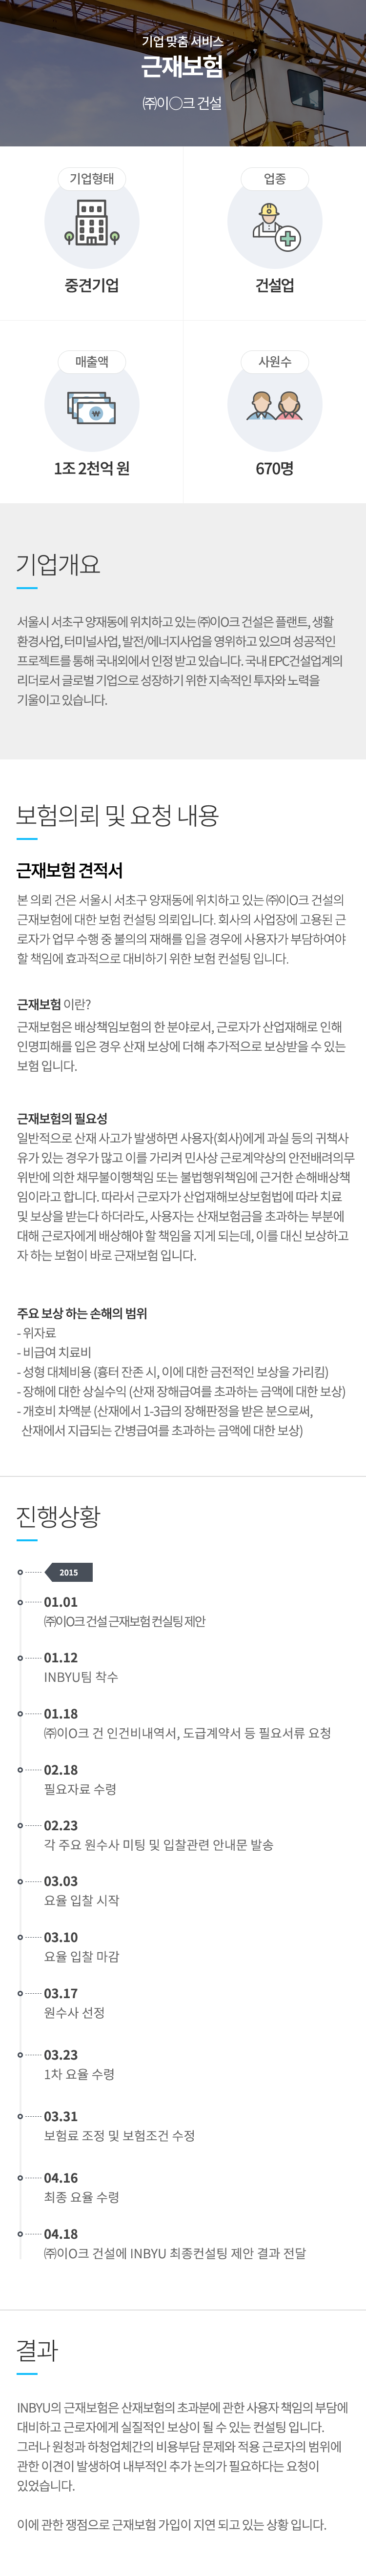 기업 맞춤 서비스
근재보험
㈜이◯크 건설
기업형태
업종
중견기업
건설업
매출액
사원수
₩
1조 2천억 원
670명
기업개요
서울시 서초구 양재동에 위치하고 있는 ㈜이O크 건설은 플랜트, 생활
환경사업, 터미널사업, 발전/에너지사업을 영위하고 있으며 성공적인
프로젝트를 통해 국내외에서 인정 받고 있습니다. 국내 EPC건설업계의
리더로서 글로벌 기업으로 성장하기 위한 지속적인 투자와 노력을
기울이고 있습니다.
보험의뢰 및 요청 내용
근재보험 견적서
본 의뢰 건은 서울시 서초구 양재동에 위치하고 있는 ㈜이O크 건설의
근재보험에 대한 보험 컨설팅 의뢰입니다. 회사의 사업장에 고용된 근
로자가 업무 수행 중 불의의 재해를 입을 경우에 사용자가 부담하여야
할 책임에 효과적으로 대비하기 위한 보험 컨설팅 입니다.
근재보험 이란?
근재보험은 배상책임보험의 한 분야로서, 근로자가 산업재해로 인해
인명피해를 입은 경우 산재 보상에 더해 추가적으로 보상받을 수 있는
보험 입니다.
근재보험의 필요성
일반적으로 산재 사고가 발생하면 사용자(회사)에게 과실 등의 귀책사
유가 있는 경우가 많고 이를 가리켜 민사상 근로계약상의 안전배려의무
위반에 의한 채무불이행책임 또는 불법행위책임에 근거한 손해배상책
임이라고 합니다. 따라서 근로자가 산업재해보상보험법에 따라 치료
및 보상을 받는다 하더라도, 사용자는 산재보험금을 초과하는 부분에
대해 근로자에게 배상해야 할 책임을 지게 되는데, 이를 대신 보상하고
자 하는 보험이 바로 근재보험 입니다.
주요 보상 하는 손해의 범위
- 위자료
- 비급여 치료비
- 성형 대체비용 (흉터 잔존 시, 이에 대한 금전적인 보상을 가리킴)
- 장해에 대한 상실수익 (산재 장해급여를 초과하는 금액에 대한 보상)
- 개호비 차액분 (산재에서 1-3급의 장해판정을 받은 분으로써,
산재에서 지급되는 간병급여를 초과하는 금액에 대한 보상)
진행상황
2015
01.01
㈜이O크 건설 근재보험 컨실팅 제안
01.12
INBYU팀 착수
01.18
㈜이O크 건 인건비내역서, 도급계약서 등 필요서류 요청
02.18
필요자료 수령
02.23
각 주요 원수사 미팅 및 입찰관련 안내문 발송
03.03
요율 입찰 시작
03.10
요율 입찰 마감
03.17
원수사 선정
03.23
1차 요율 수령
03.31
보험료 조정 및 보험조건 수정
04.16
최종 요율 수령
04.18
㈜이O크 건설에 INBYU 최종컨설팅 제안 결과 전달
결과
INBYU의 근재보험은 산재보험의 초과분에 관한 사용자 책임의 부담에
대비하고 근로자에게 실질적인 보상이 될 수 있는 컨설팅 입니다.
그러나 원청과 하청업체간의 비용부담 문제와 적용 근로자의 범위에
관한 이견이 발생하여 내부적인 추가 논의가 필요하다는 요청이
있었습니다.
이에 관한 쟁점으로 근재보험 가입이 지연 되고 있는 상황 입니다.